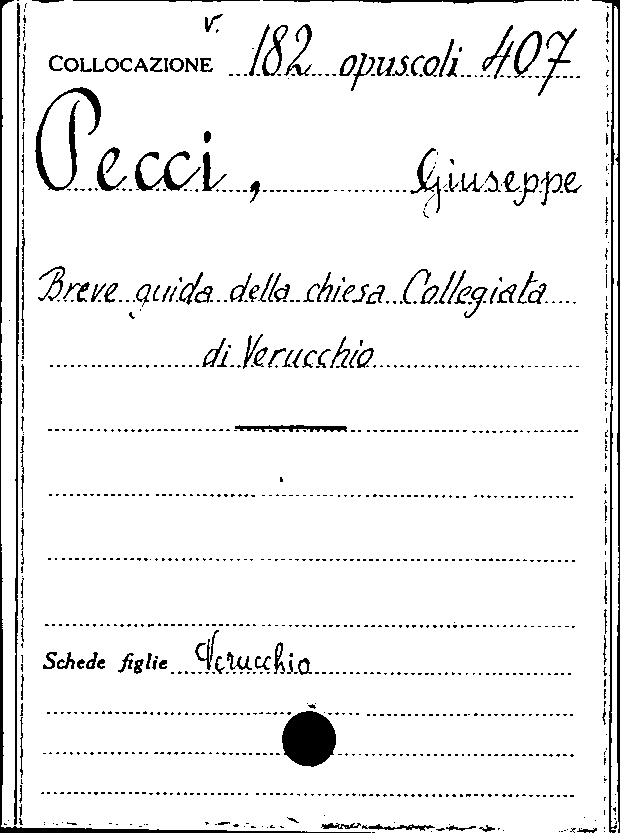 v.
COLLOCAZIONE 182 opuscoli 407
Pecci, Giuseppe
Breve guida della chiesa Collegiata
di Verucchio
Schede figlie Verucchio